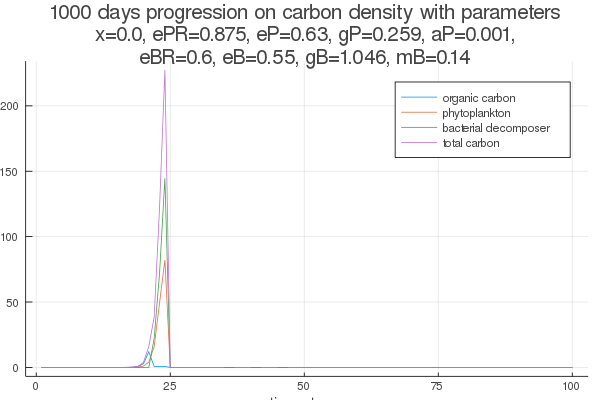 1000 days progression on carbon density with parameters
x=0.0, ePR=0.875, eP=0.63, gP=0.259, aP=0.001,
eBR=0.6, eB=0.55, gB=1.046, mB=0.14
organic carbon
phytoplankton
bacterial decomposer
total carbon
200
150
100
50
0
0 25 50 75 100